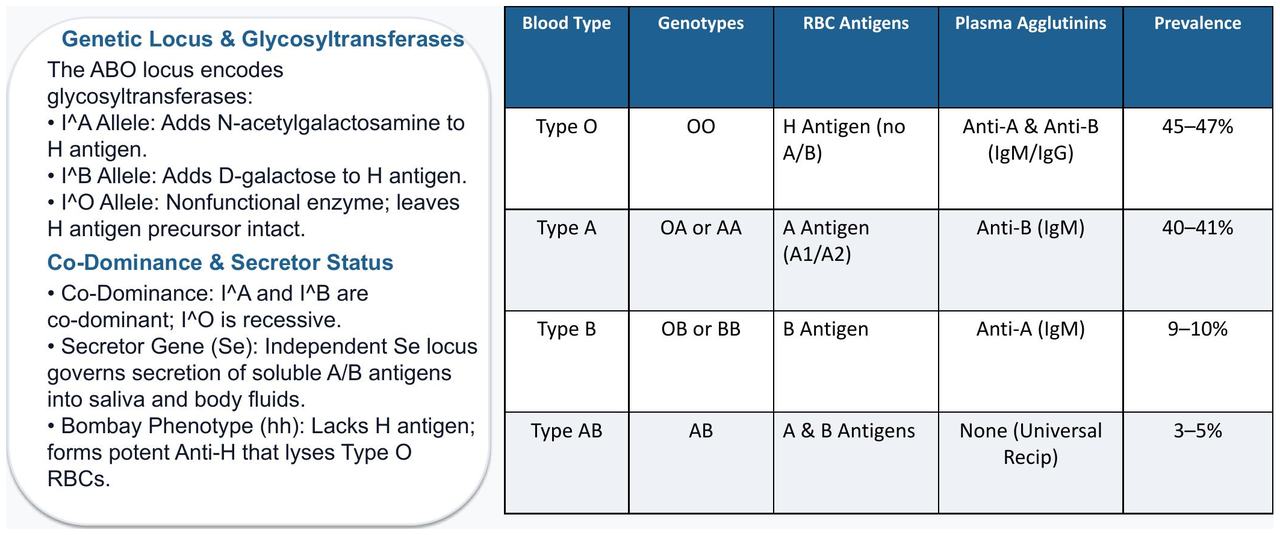 Genetic Locus & Glycosyltransferases
The ABO locus encodes
glycosyltransferases:
• I^A Allele: Adds N-acetylgalactosamine to
H antigen.
• I^B Allele: Adds D-galactose to H antigen.
• I^O Allele: Nonfunctional enzyme; leaves
H antigen precursor intact.
Co-Dominance & Secretor Status
• Co-Dominance: I^A and I^B are
co-dominant; I^O is recessive.
• Secretor Gene (Se): Independent Se locus
governs secretion of soluble A/B antigens
into saliva and body fluids.
• Bombay Phenotype (hh): Lacks H antigen;
forms potent Anti-H that lyses Type O
RBCs.
Blood Type Genotypes RBC Antigens Plasma Agglutinins Prevalence
Type O OO H Antigen (no Anti-A & Anti-B 45–47%
A/B) (IgM/IgG)
Type A OA or AA A Antigen Anti-B (IgM) 40–41%
(A1/A2)
Type B OB or BB B Antigen Anti-A (IgM) 9–10%
Type AB AB A & B Antigens None (Universal 3–5%
Recip)